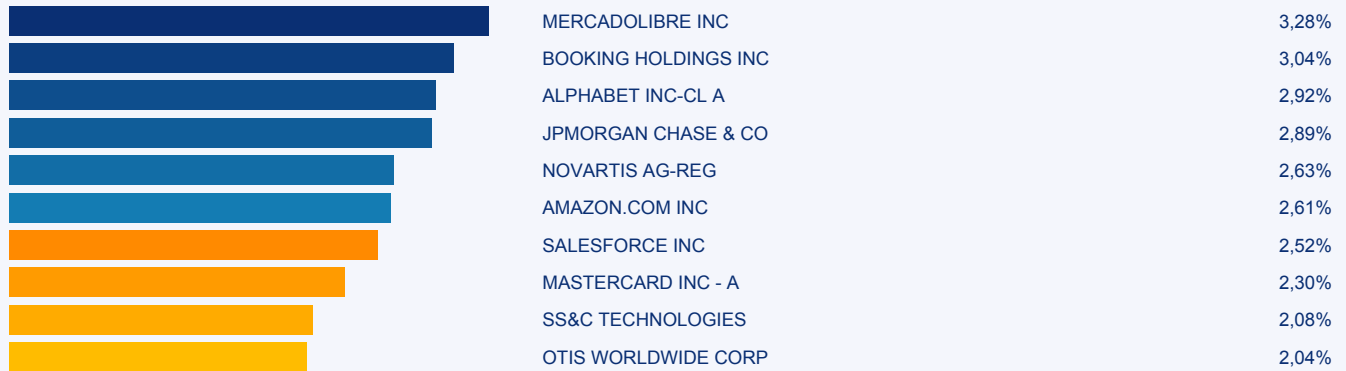 MERCADOLIBRE INC 3,28%
BOOKING HOLDINGS INC 3,04%
ALPHABET INC-CL A 2,92%
JPMORGAN CHASE & CO 2,89%
NOVARTIS AG-REG 2,63%
AMAZON.COM INC 2,61%
SALESFORCE INC 2,52%
MASTERCARD INC - A 2,30%
SS&C TECHNOLOGIES 2,08%
OTIS WORLDWIDE CORP 2,04%